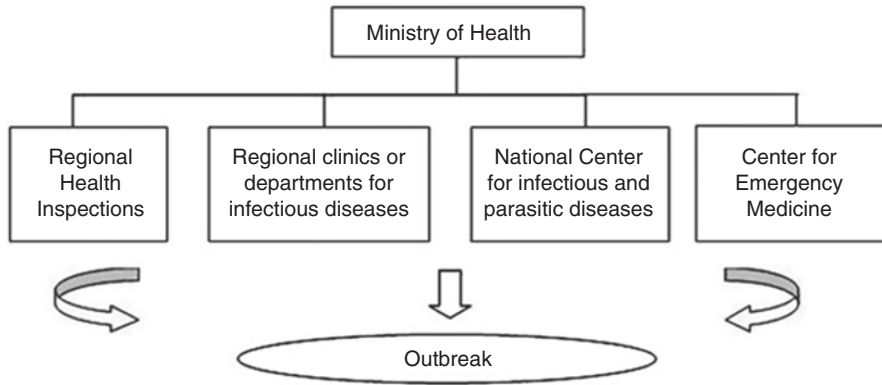 Ministry of Health
Regional
Health
Inspections
Regional clinics or
departments for
infectious diseases
National Center
for infectious and
parasitic diseases
Center for
Emergency
Medicine
Outbreak